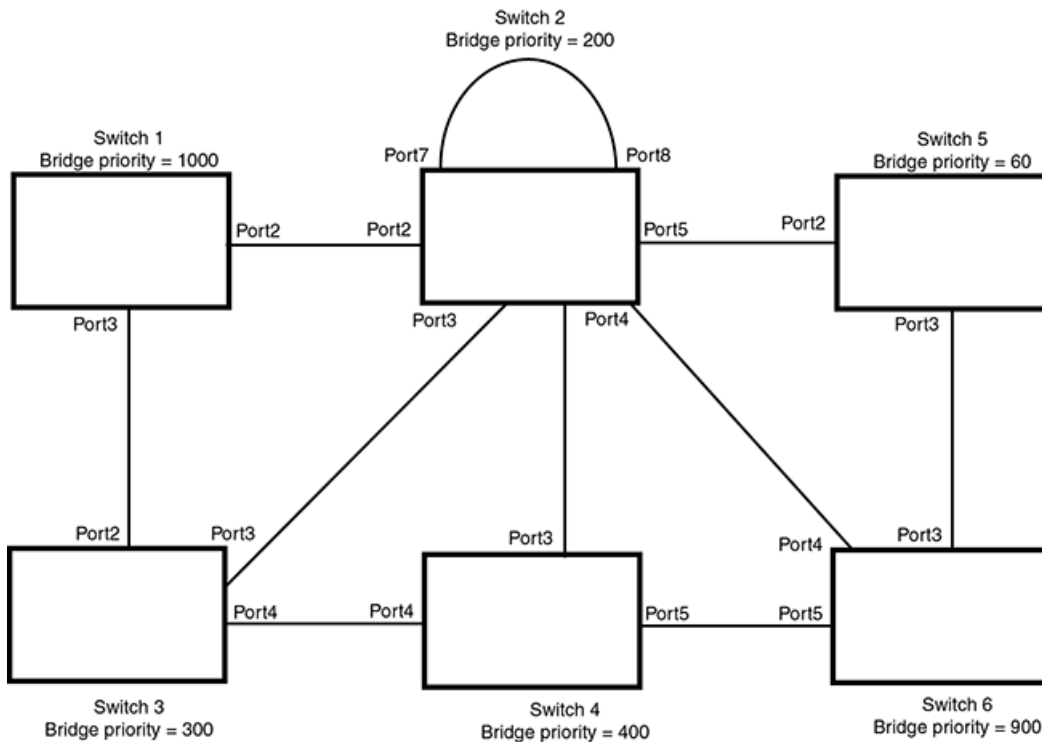 Switch 2
Bridge priority = 200
Switch 1
Bridge priority = 1000
Switch 5
Bridge priority = 60
Port7
Port8
Port2
Port2
Port5
Port2
Port3
Port3
Port4
Port3
Port2
Port3
Port3
Port4
Port3
Port4
Port4
Port5
Port5
Switch 3
Bridge priority = 300
Switch 4
Bridge priority = 400
Switch 6
Bridge priority = 900